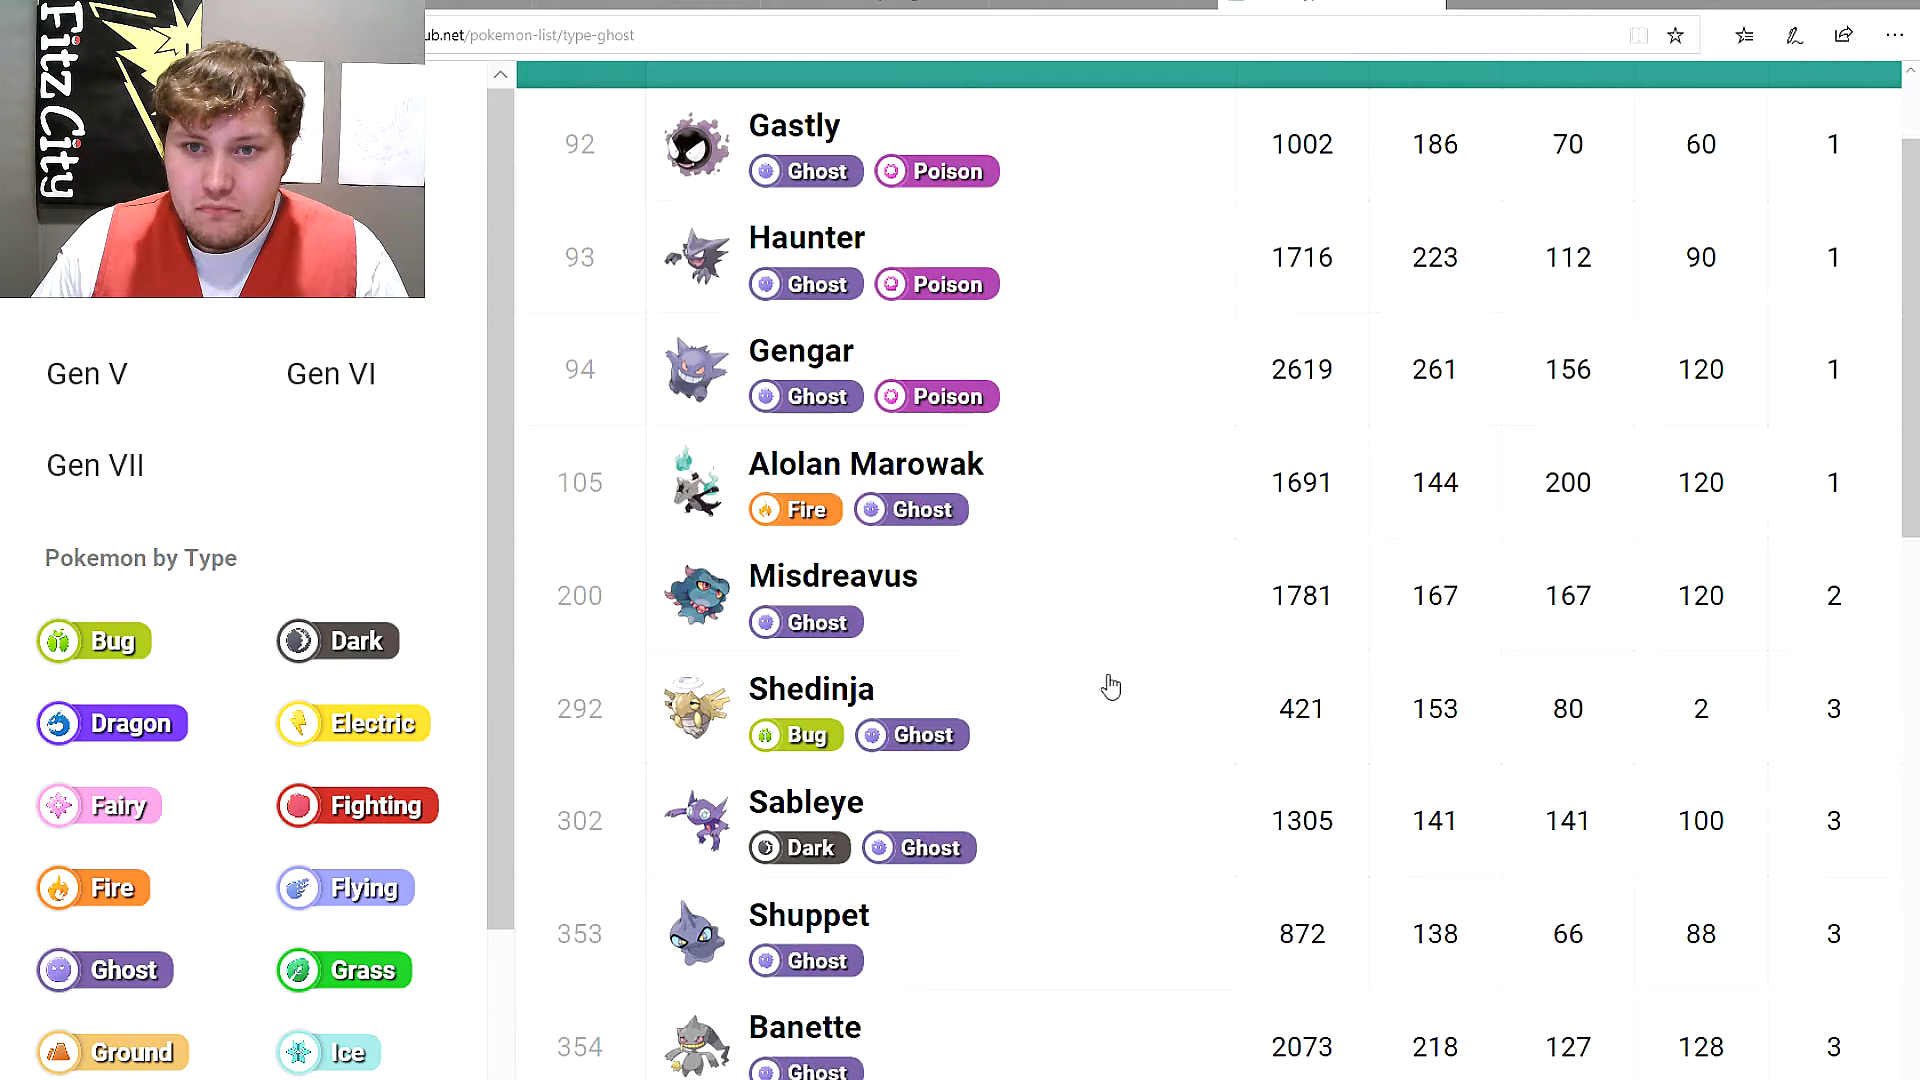 FitzCity
ub.net/pokemon-list/type-ghost
Gen V Gen VI
Gen VII
Pokemon by Type
Bug Dark
Dragon Electric
Fairy Fighting
Fire Flying
Ghost Grass
Ground Ice
92 Gastly 1002 186 70 60 1
Ghost Poison
93 Haunter 1716 223 112 90 1
Ghost Poison
94 Gengar 2619 261 156 120 1
Ghost Poison
105 Alolan Marowak 1691 144 200 120 1
Fire Ghost
200 Misdreavus 1781 167 167 120 2
Ghost
292 Shedinja 421 153 80 2 3
Bug Ghost
302 Sableye 1305 141 141 100 3
Dark Ghost
353 Shuppet 872 138 66 88 3
Ghost
354 Banette 2073 218 127 128 3
Ghost